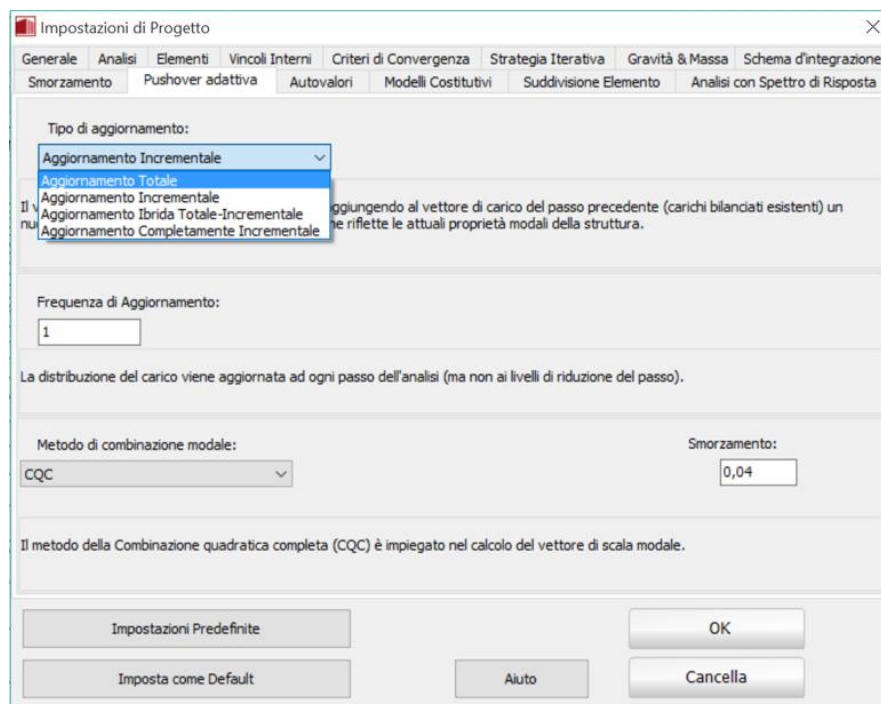 Impostazioni di Progetto
Generale Analisi Elementi Vincoli Interni Criteri di Convergenza Strategia Iterativa Gravità & Massa Schema d'integrazione
Smorzamento Pushover adattiva Autovalori Modelli Costitutivi Suddivisione Elemento Analisi con Spettro di Risposta
Tipo di aggiornamento:
Aggiornamento Incrementale
Aggiornamento Totale
Aggiornamento Incrementale
Aggiornamento Ibrida Totale-Incrementale
Aggiornamento Completamente Incrementale
Il ggiungendo al vettore di carico del passo precedente (carichi bilanciati esistenti) un
e riflette le attuali proprietà modali della struttura.
Frequenza di Aggiornamento:
1
La distribuzione del carico viene aggiornata ad ogni passo dell'analisi (ma non ai livelli di riduzione del passo).
Metodo di combinazione modale: Smorzamento:
CQC 0,04
Il metodo della Combinazione quadratica completa (CQC) è impiegato nel calcolo del vettore di scala modale.
Impostazioni Predefinite OK
Imposta come Default Aiuto Cancella